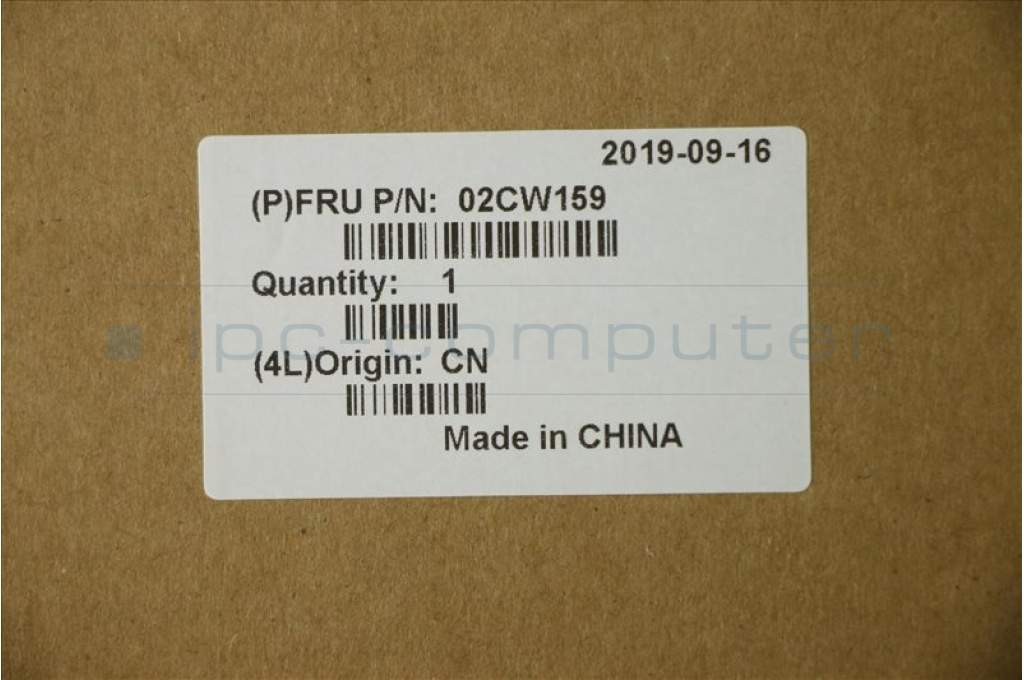 2019-09-16
(P)FRU P/N: 02CW159
Quantity: 1
ipc-computer
(4L)Origin: CN
Made in CHINA